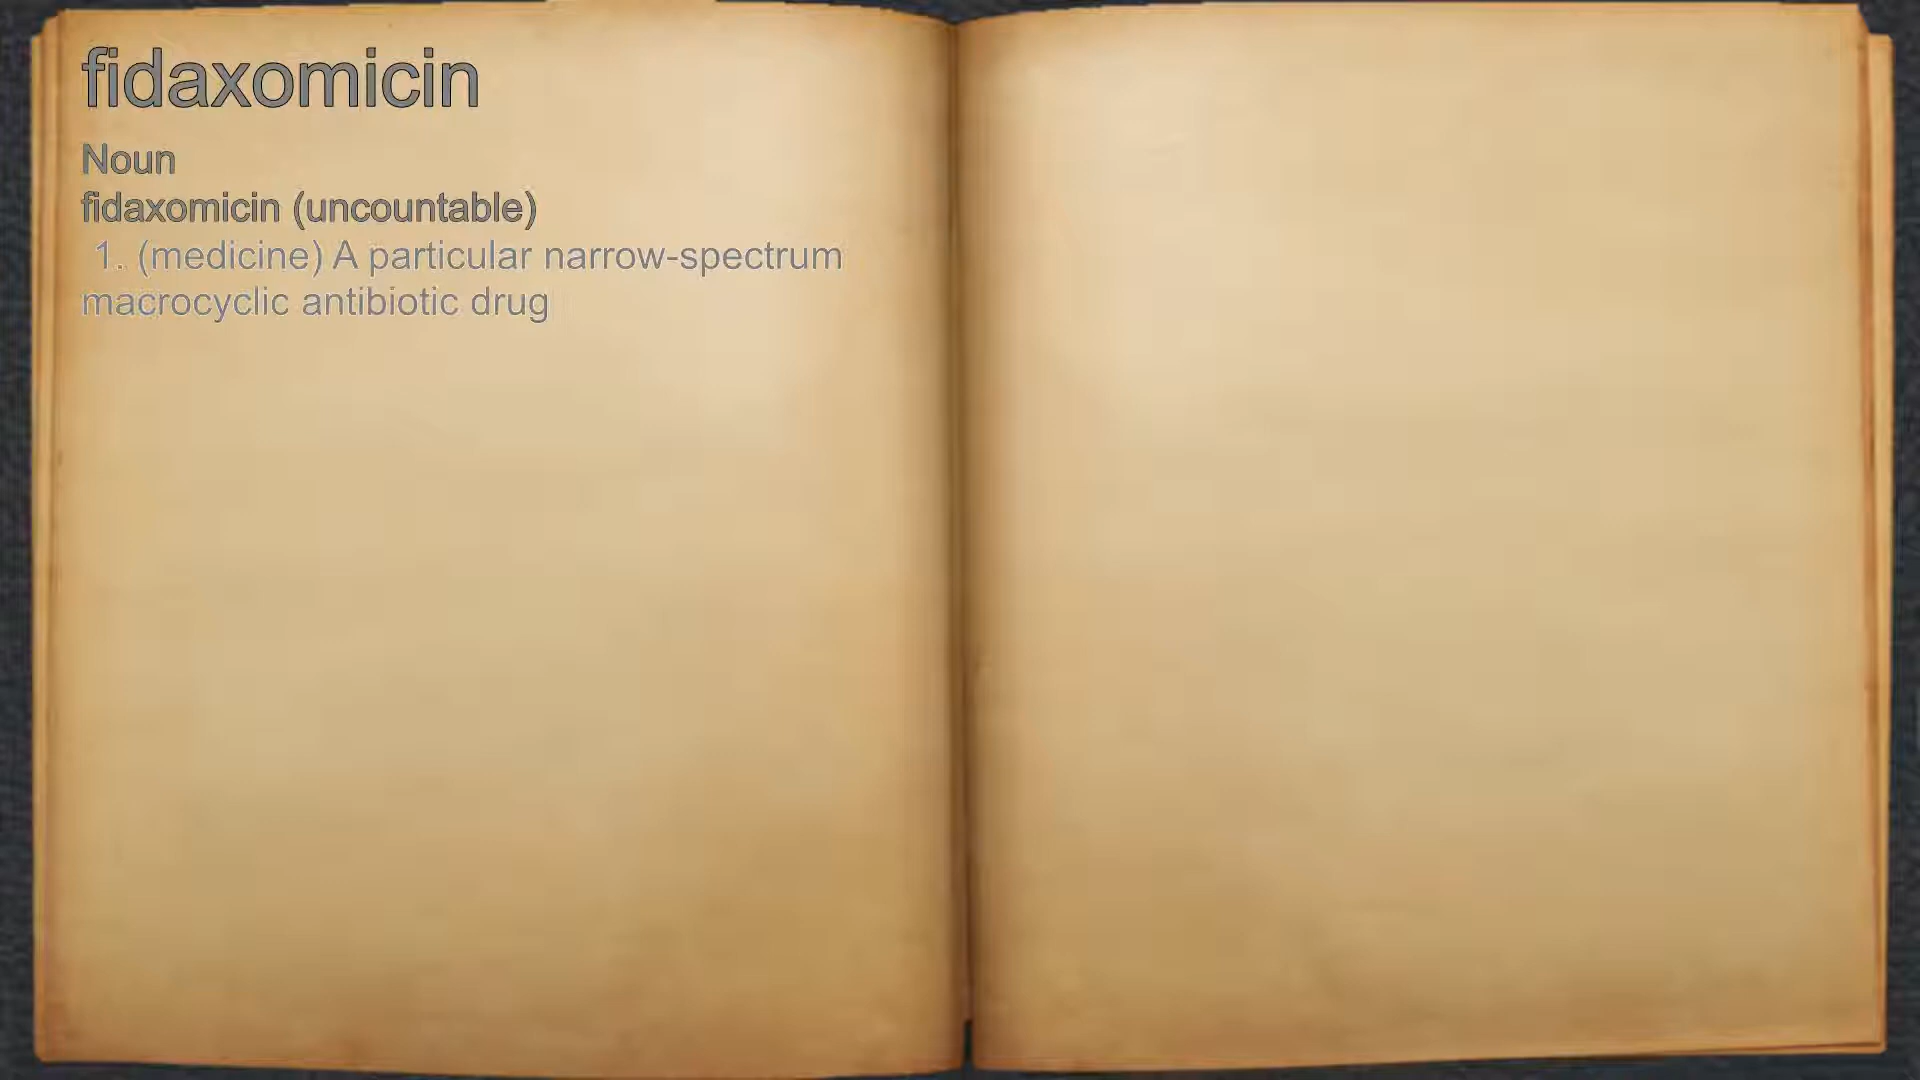 fidaxomicin
Noun
fidaxomicin (uncountable)
1. (medicine) A particular narrow-spectrum
macrocyclic antibiotic drug